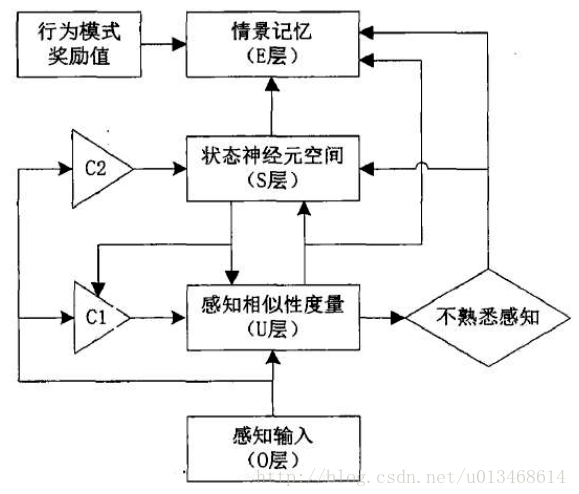 行为模式
奖励值
情景记忆
(E层)
C2
状态神经元空间
(S层)
C1
感知相似性度量
(U层)
不熟悉感知
感知输入
(O层)
http://blog.csdn.net/u013468614